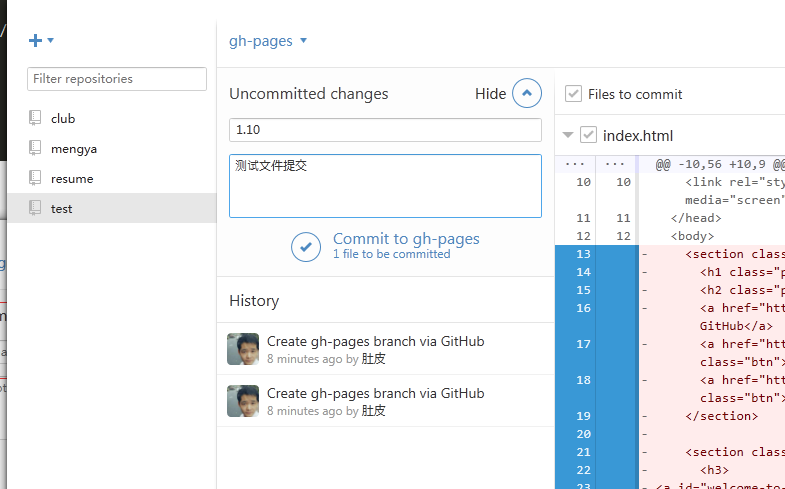 gh-pages
Filter repositories
club
mengya
resume
test
Uncommitted changes
Hide
1.10
测试文件提交
Commit to gh-pages
1 file to be committed
History
Create gh-pages branch via GitHub
8 minutes ago by 肚皮
Create gh-pages branch via GitHub
8 minutes ago by 肚皮
Files to commit
index.html
... ... @@ -10,56 +10,9 @@
10 10 <link rel="sty
media="screen"
11 11 </head>
12 12 <body>
13 - <section class
14 - <h1 class="p
15 - <h2 class="p
16 - <a href="htt
GitHub</a>
17 - <a href="htt
class="btn">
18 - <a href="htt
class="btn">
19 - </section>
20 -
21 - <section class
22 - <h3>
23 - <a id="welcome-to-